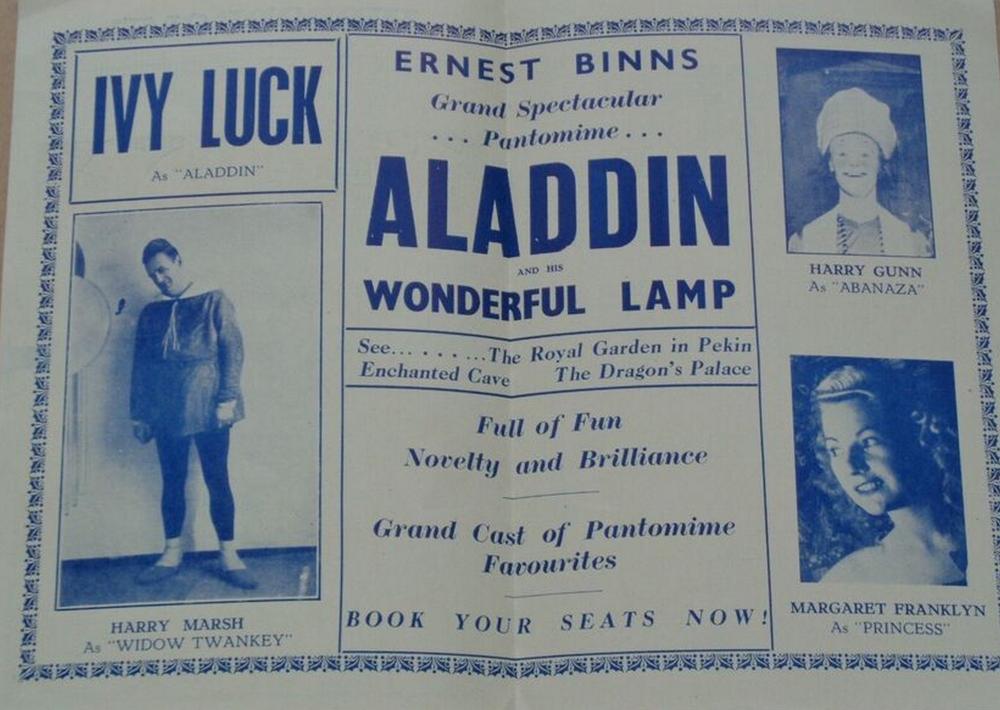 IVY LUCK
As "ALADDIN"
HARRY MARSH
As "WIDOW TWANKEY"
ERNEST BINNS
Grand Spectacular
... Pantomime ...
ALADDIN
AND HIS
WONDERFUL LAMP
See... . . . ...The Royal Garden in Pekin
Enchanted Cave The Dragon's Palace
Full of Fun
Novelty and Brilliance
Grand Cast of Pantomime
Favourites
BOOK YOUR SEATS NOW!
HARRY GUNN
As "ABANAZA"
MARGARET FRANKLYN
As "PRINCESS"